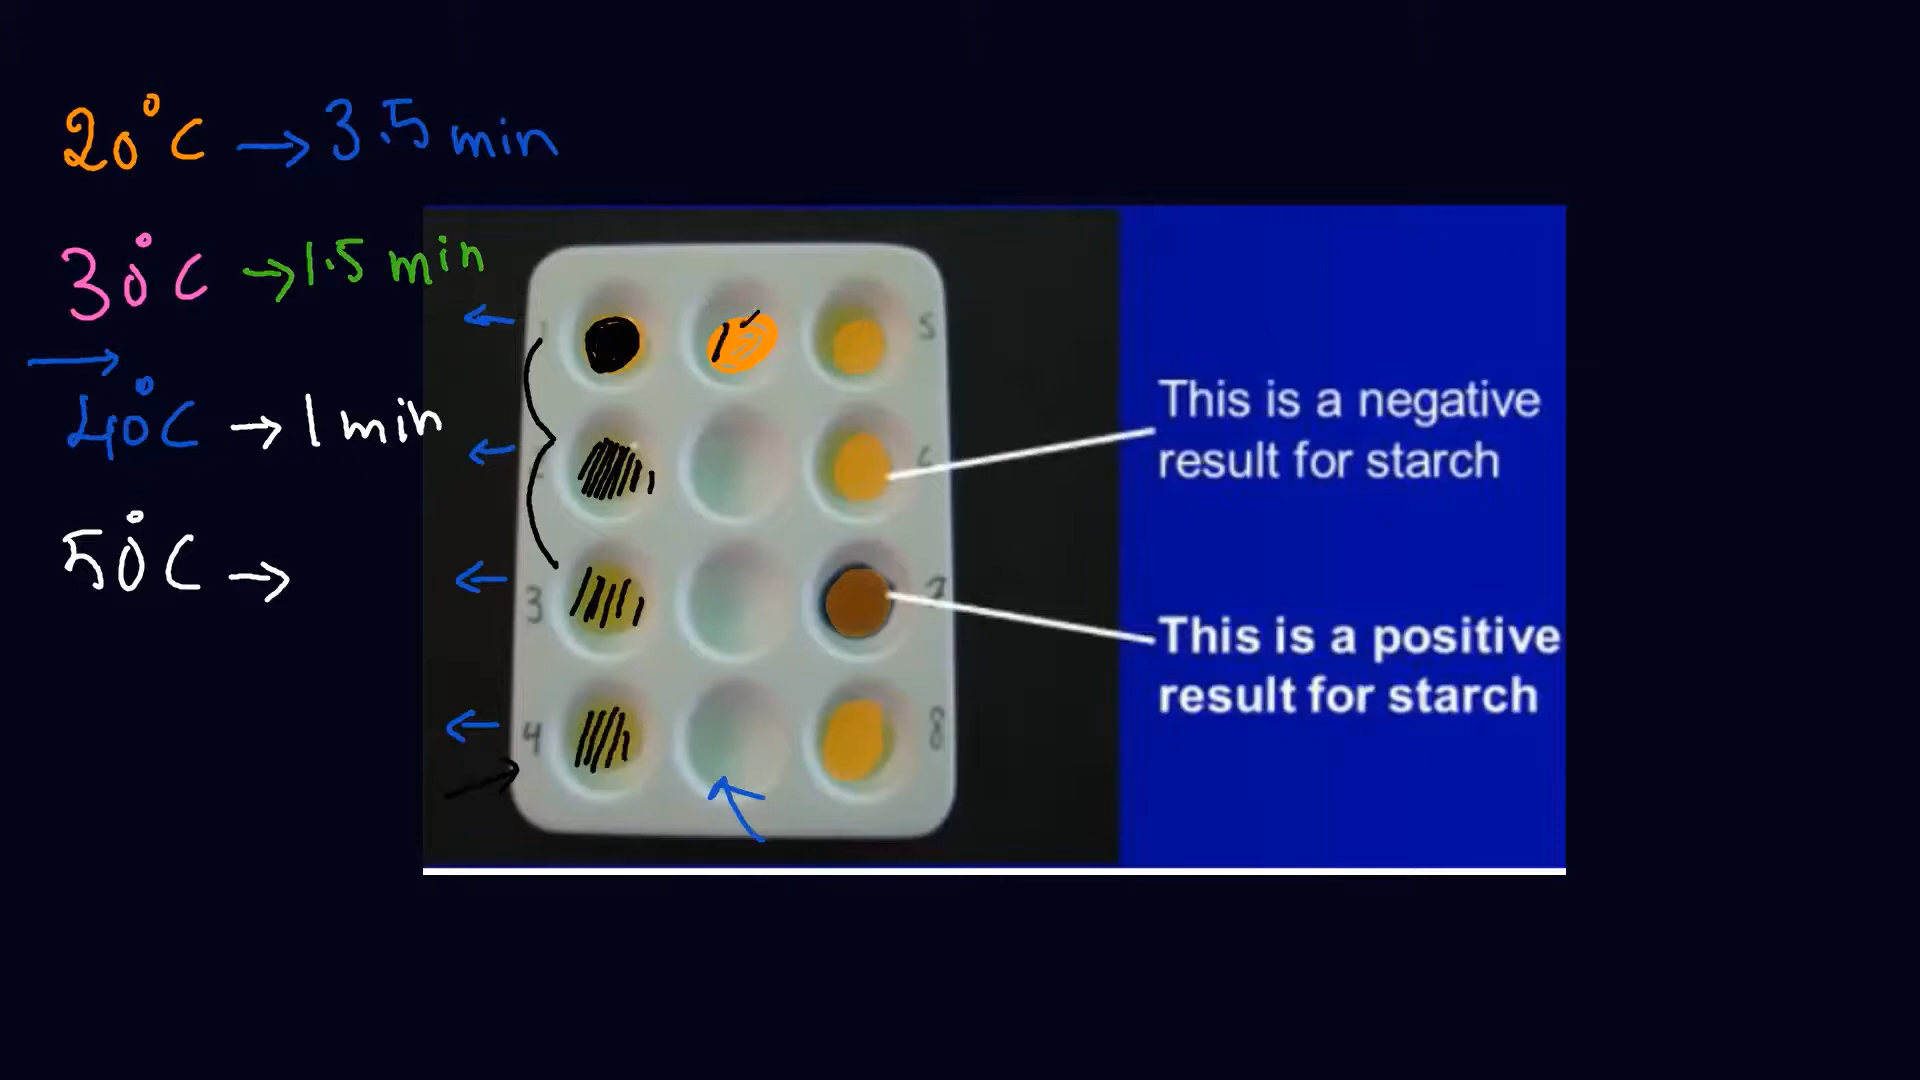 20°C → 3.5 min
30°C → 1.5 min
→
40°C → 1 min
50°C →
5
3
7
4
8
This is a negative
result for starch
This is a positive
result for starch